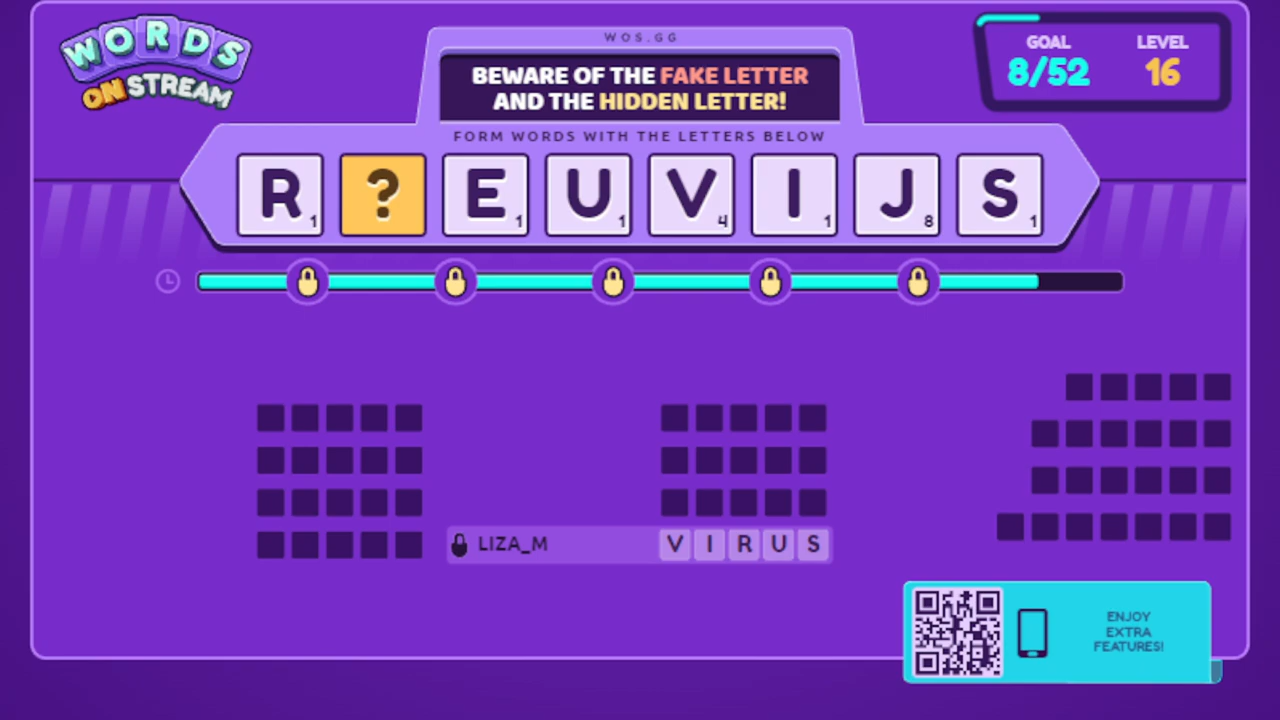 WORDS
ON STREAM
WOS.GG
BEWARE OF THE FAKE LETTER
AND THE HIDDEN LETTER!
FORM WORDS WITH THE LETTERS BELOW
GOAL LEVEL
8/52 16
R ? E U V I J S
1 1 1 4 1 8 1
LIZA_M VIRUS
ENJOY
EXTRA
FEATURES!